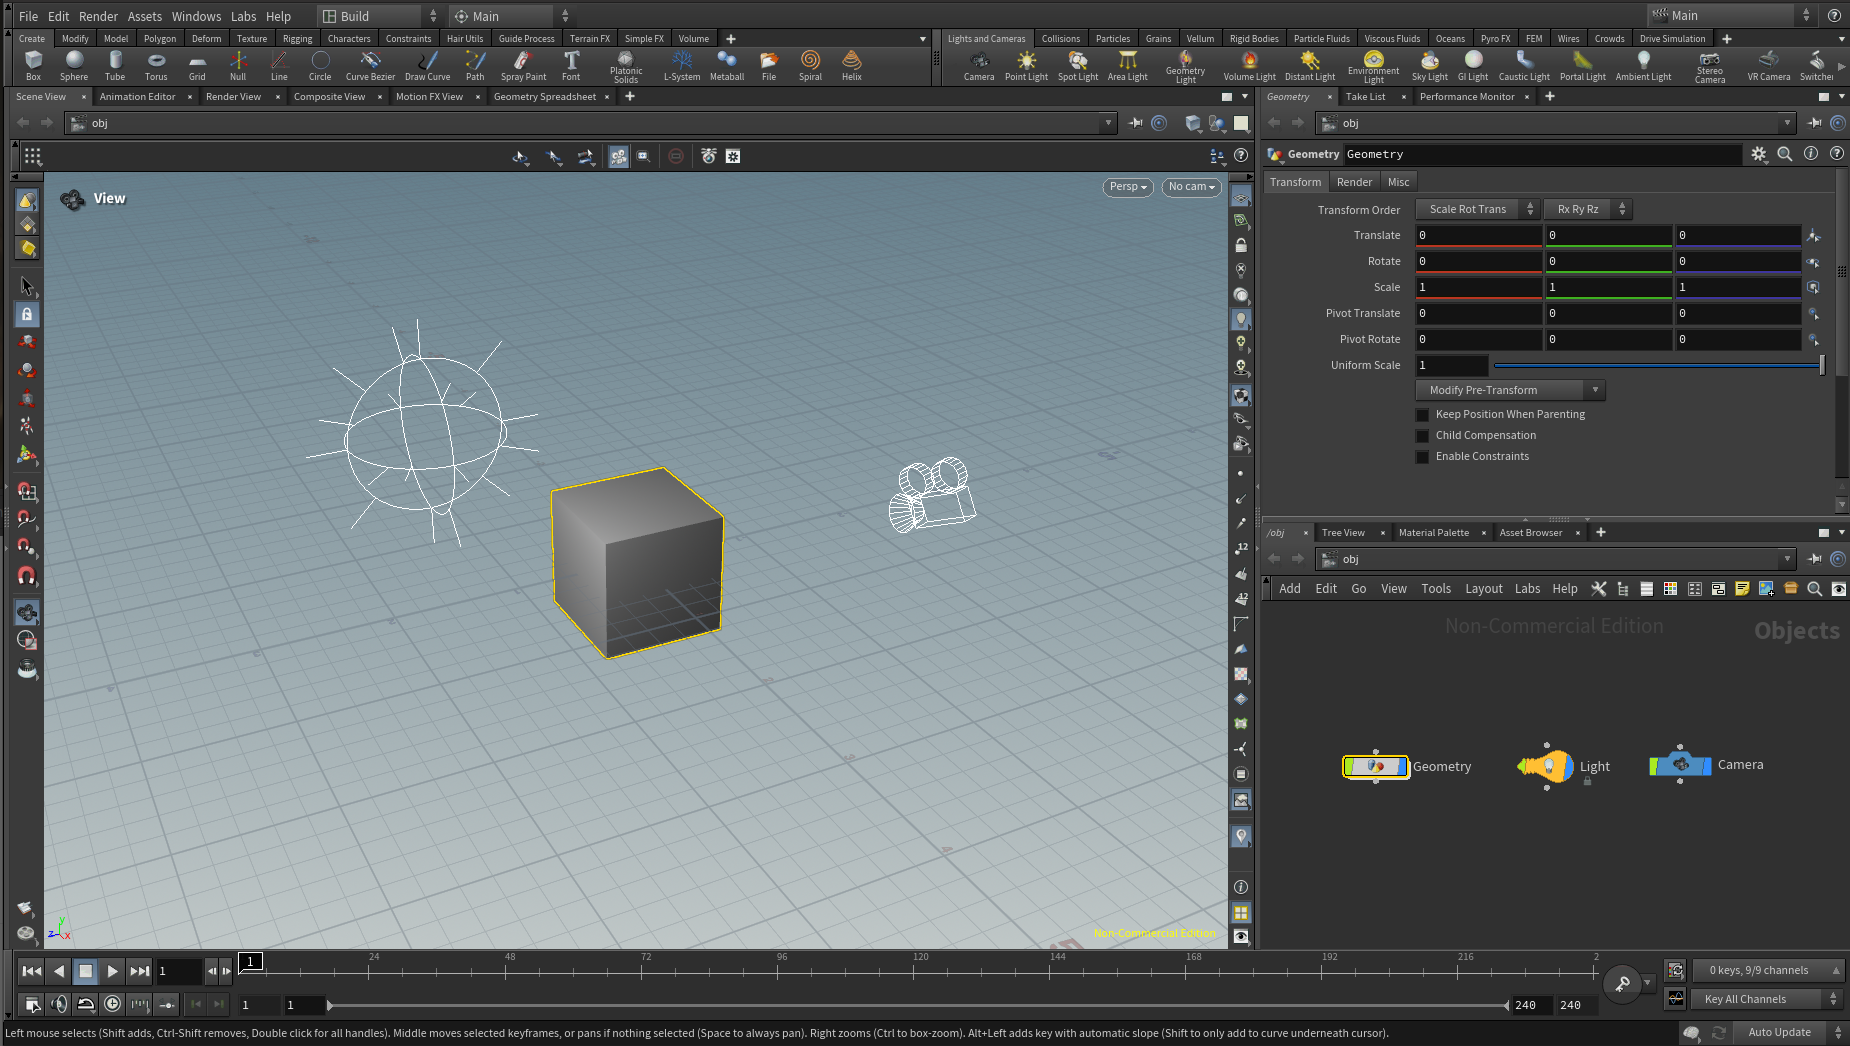 File Edit Render Assets Windows Labs Help Build Main Main
Create Modify Model Polygon Deform Texture Rigging Characters Constraints Hair Utils Guide Process Terrain FX Simple FX Volume
Lights and Cameras Collisions Particles Grains Vellum Rigid Bodies Particle Fluids Viscous Fluids Oceans Pyro FX FEM Wires Crowds Drive Simulation
Box Sphere Tube Torus Grid Null Line Circle Curve Bezier Draw Curve Path Spray Paint Font Platonic Solids L-System Metaball File Spiral Helix
Camera Point Light Spot Light Area Light Geometry Light Volume Light Distant Light Environment Light Sky Light GI Light Caustic Light Portal Light Ambient Light Stereo Camera VR Camera Switcher
Scene View Animation Editor Render View Composite View Motion FX View Geometry Spreadsheet
Geometry Take List Performance Monitor
obj
obj
Geometry Geometry
Transform Render Misc
View
Persp No cam
Transform Order Scale Rot Trans Rx Ry Rz
Translate 0 0 0
Rotate 0 0 0
Scale 1 1 1
Pivot Translate 0 0 0
Pivot Rotate 0 0 0
Uniform Scale 1
Modify Pre-Transform
Keep Position When Parenting
Child Compensation
Enable Constraints
/obj Tree View Material Palette Asset Browser
obj
Add Edit Go View Tools Layout Labs Help
Non-Commercial Edition Objects
Geometry Light Camera
12
12
y
z x
Non-Commercial Edition
1 1 24 48 72 96 120 144 168 192 216 2
0 keys, 9/9 channels
1 1 240 240
Key All Channels
Left mouse selects (Shift adds, Ctrl-Shift removes, Double click for all handles). Middle moves selected keyframes, or pans if nothing selected (Space to always pan). Right zooms (Ctrl to box-zoom). Alt+Left adds key with automatic slope (Shift to only add to curve underneath cursor).
Auto Update